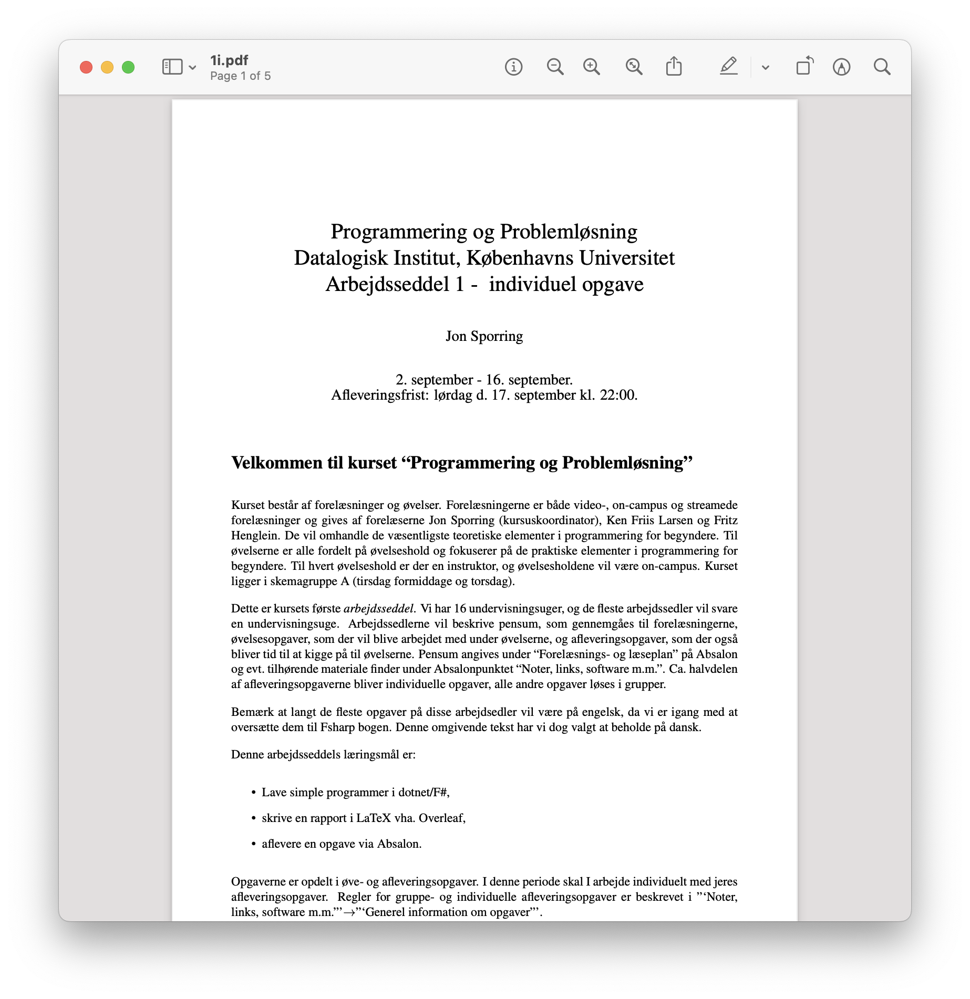 1i.pdf
Page 1 of 5
Programmering og Problemløsning
Datalogisk Institut, Københavns Universitet
Arbejdsseddel 1 - individuel opgave
Jon Sporring
2. september - 16. september.
Afleveringsfrist: lørdag d. 17. september kl. 22:00.
Velkommen til kurset “Programmering og Problemløsning”
Kurset består af forelæsninger og øvelser. Forelæsningerne er både video-, on-campus og streamede
forelæsninger og gives af forelæserne Jon Sporring (kursuskoordinator), Ken Friis Larsen og Fritz
Henglein. De vil omhandle de væsentligste teoretiske elementer i programmering for begyndere. Til
øvelserne er alle fordelt på øvelseshold og fokuserer på de praktiske elementer i programmering for
begyndere. Til hvert øvelseshold er der en instruktor, og øvelsesholdene vil være on-campus. Kurset
ligger i skemagruppe A (tirsdag formiddage og torsdag).
Dette er kursets første arbejdsseddel. Vi har 16 undervisningsuger, og de fleste arbejdssedler vil svare
en undervisningsuge. Arbejdssedlerne vil beskrive pensum, som gennemgåes til forelæsningerne,
øvelsesopgaver, som der vil blive arbejdet med under øvelserne, og afleveringsopgaver, som der også
bliver tid til at kigge på til øvelserne. Pensum angives under “Forelæsnings- og læseplan” på Absalon
og evt. tilhørende materiale finder under Absalonpunktet “Noter, links, software m.m.”. Ca. halvdelen
af afleveringsopgaverne bliver individuelle opgaver, alle andre opgaver løses i grupper.
Bemærk at langt de fleste opgaver på disse arbejdsedler vil være på engelsk, da vi er igang med at
oversætte dem til Fsharp bogen. Denne omgivende tekst har vi dog valgt at beholde på dansk.
Denne arbejdsseddels læringsmål er:
• Lave simple programmer i dotnet/F#,
• skrive en rapport i LaTeX vha. Overleaf,
• aflevere en opgave via Absalon.
Opgaverne er opdelt i øve- og afleveringsopgaver. I denne periode skal I arbejde individuelt med jeres
afleveringsopgaver. Regler for gruppe- og individuelle afleveringsopgaver er beskrevet i ”‘Noter,
links, software m.m.”’→”‘Generel information om opgaver”’.